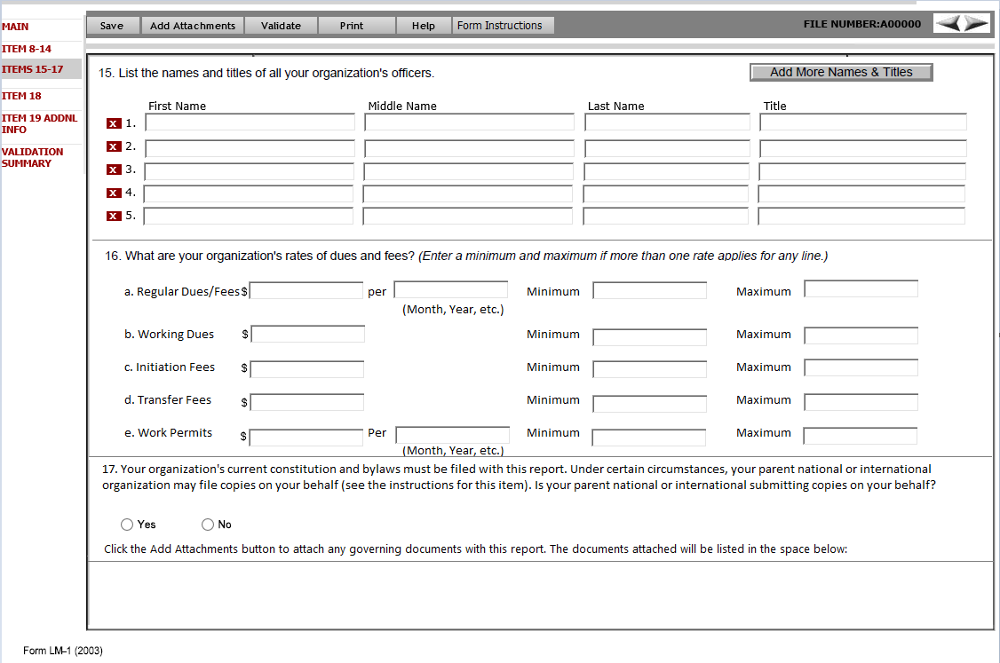 Save Add Attachments Validate Print Help Form Instructions FILE NUMBER:A00000
MAIN
ITEM 8-14
ITEMS 15-17
ITEM 18
ITEM 19 ADDNL
INFO
VALIDATION
SUMMARY
15. List the names and titles of all your organization's officers. Add More Names & Titles
First Name Middle Name Last Name Title
X 1.
X 2.
X 3.
X 4.
X 5.
16. What are your organization's rates of dues and fees? (Enter a minimum and maximum if more than one rate applies for any line.)
a. Regular Dues/Fees $ per Minimum Maximum
(Month, Year, etc.)
b. Working Dues $ Minimum Maximum
c. Initiation Fees $ Minimum Maximum
d. Transfer Fees $ Minimum Maximum
e. Work Permits $ Per Minimum Maximum
(Month, Year, etc.)
17. Your organization's current constitution and bylaws must be filed with this report. Under certain circumstances, your parent national or international
organization may file copies on your behalf (see the instructions for this item). Is your parent national or international submitting copies on your behalf?
Yes No
Click the Add Attachments button to attach any governing documents with this report. The documents attached will be listed in the space below:
Form LM-1 (2003)